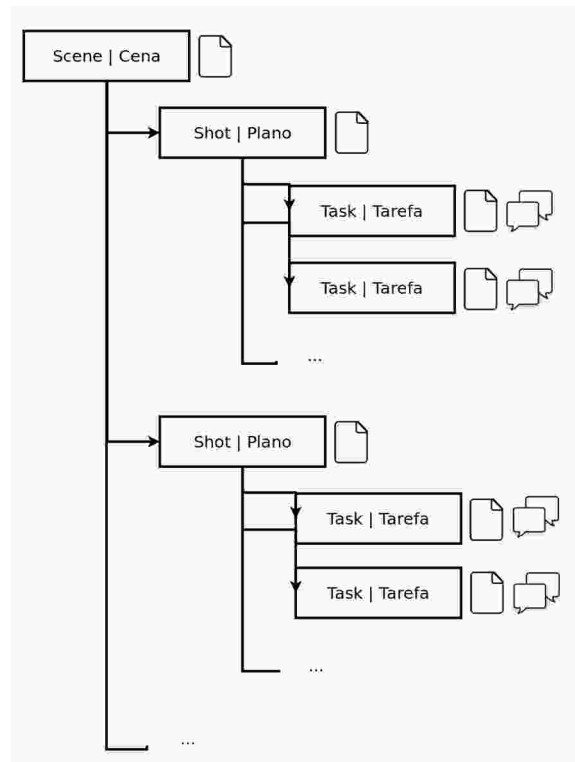 Scene | Cena
Shot | Plano
Task | Tarefa
Task | Tarefa
...
Shot | Plano
Task | Tarefa
Task | Tarefa
...
...